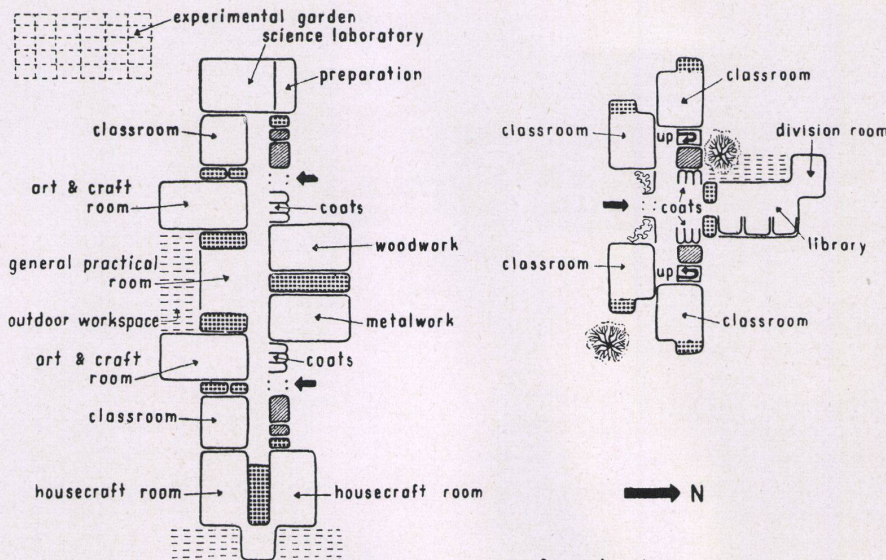 experimental garden
science laboratory
preparation
classroom
art & craft
room
coats
woodwork
general practical
room
outdoor workspace
metalwork
art & craft
room
coats
classroom
housecraft room
housecraft room
classroom
classroom
up
division room
coats
library
classroom
up
classroom
N